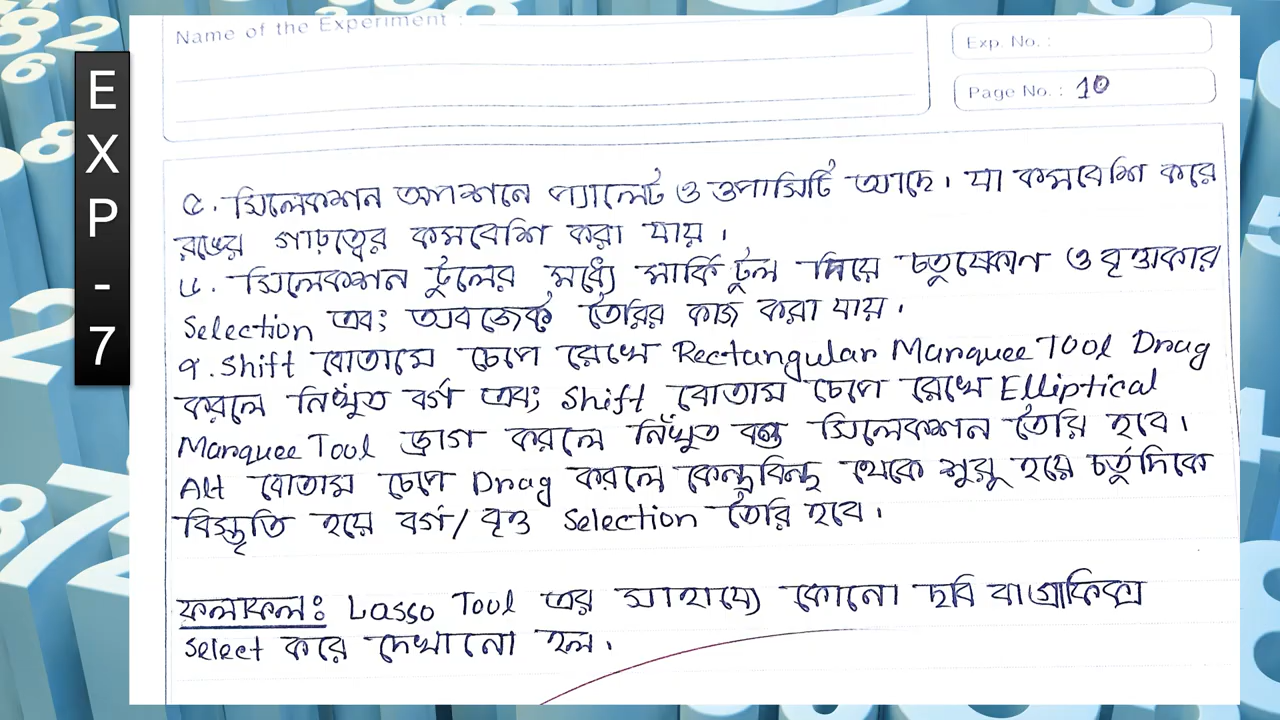 EXP-7
Name of the Experiment :
Exp. No. :
Page No. : 10
৫. সিলেকশন অপশনে প্যালেট ও ওপাসিটি আছে। যা কমবেশি করে
রঙের গাঢ়ত্বের কমবেশি করা যায়।
৬. সিলেকশন টুলের মধ্যে মার্কি টুল দিয়ে চতুষ্কোন ও বৃত্তাকার
Selection এবং অবজেক্ট তৈরির কাজ করা যায়।
৭. Shift বোতামে চেপে রেখে Rectangular Marquee Tool Drag
করলে নিখুঁত বর্গ এবং Shift বোতাম চেপে রেখে Elliptical
Marquee Tool ড্রাগ করলে নিখুঁত বৃত্ত সিলেকশন তৈরি হবে।
Alt বোতাম চেপে Drag করলে কেন্দ্রবিন্দু থেকে শুরু হয়ে চর্তুদিকে
বিস্তৃতি হয়ে বর্গ/বৃত্ত Selection তৈরি হবে।
ফলাফল: Lasso Tool এর সাহায্যে কোনো ছবি বা গ্রাফিক্স
Select করে দেখানো হল।